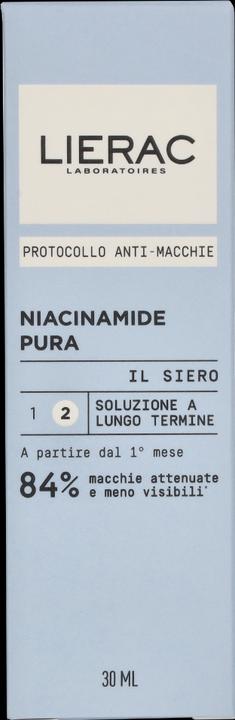 LIERAC
LABORATOIRES
PROTOCOLLO ANTI-MACCHIE
NIACINAMIDE
PURA
IL SIERO
1 2 SOLUZIONE A
LUNGO TERMINE
A partire dal 1° mese
84% macchie attenuate
e meno visibili*
30 ML